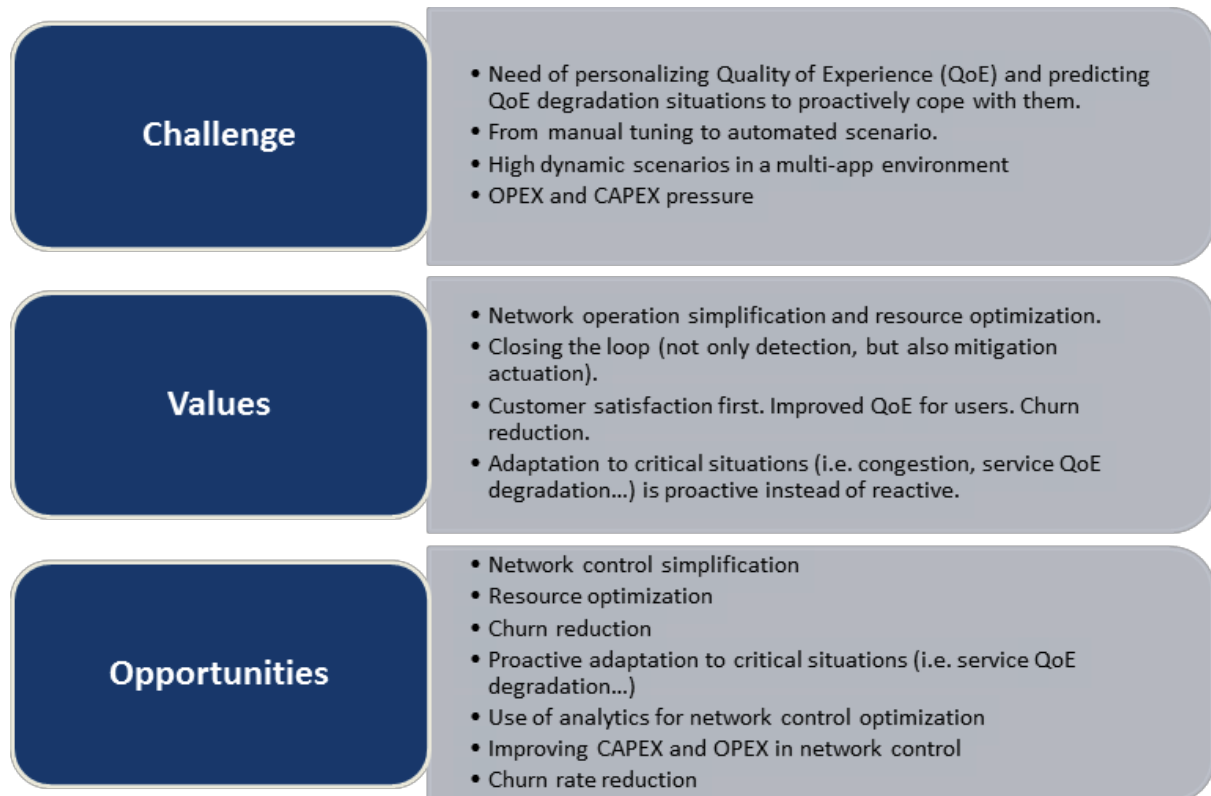 Challenge
• Need of personalizing Quality of Experience (QoE) and predicting
QoE degradation situations to proactively cope with them.
• From manual tuning to automated scenario.
• High dynamic scenarios in a multi-app environment
• OPEX and CAPEX pressure
Values
• Network operation simplification and resource optimization.
• Closing the loop (not only detection, but also mitigation
actuation).
• Customer satisfaction first. Improved QoE for users. Churn
reduction.
• Adaptation to critical situations (i.e. congestion, service QoE
degradation...) is proactive instead of reactive.
Opportunities
• Network control simplification
• Resource optimization
• Churn reduction
• Proactive adaptation to critical situations (i.e. service QoE
degradation...)
• Use of analytics for network control optimization
• Improving CAPEX and OPEX in network control
• Churn rate reduction